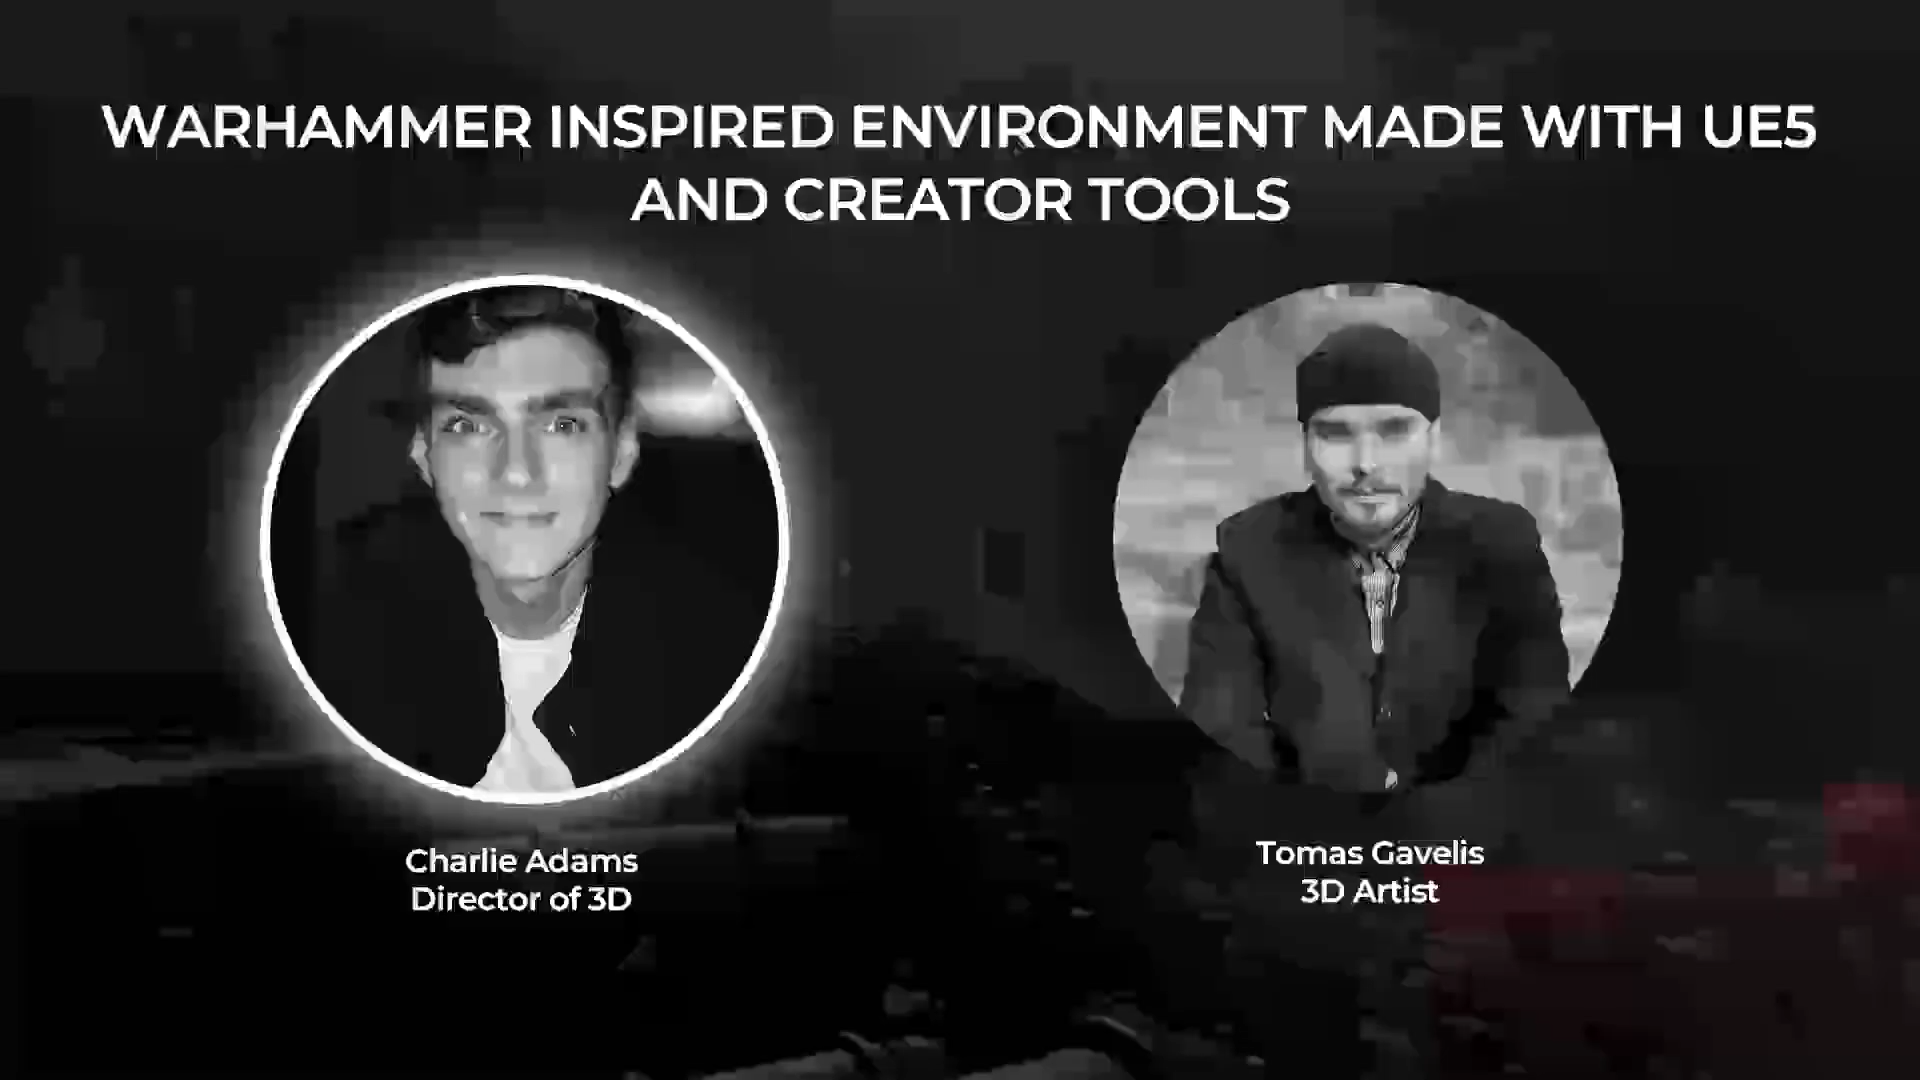 WARHAMMER INSPIRED ENVIRONMENT MADE WITH UE5
AND CREATOR TOOLS
Charlie Adams
Director of 3D
Tomas Gavelis
3D Artist